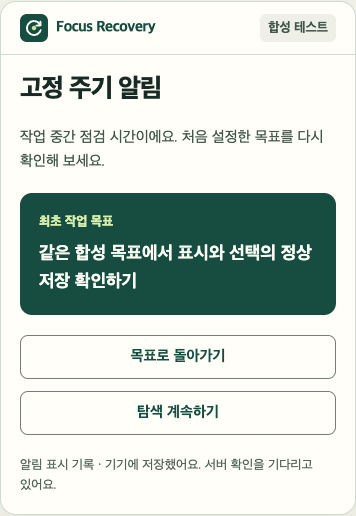 Focus Recovery
합성 테스트
고정 주기 알림
작업 중간 점검 시간이에요. 처음 설정한 목표를 다시
확인해 보세요.
최초 작업 목표
같은 합성 목표에서 표시와 선택의 정상
저장 확인하기
목표로 돌아가기
탐색 계속하기
알림 표시 기록 · 기기에 저장했어요. 서버 확인을 기다리고
있어요.